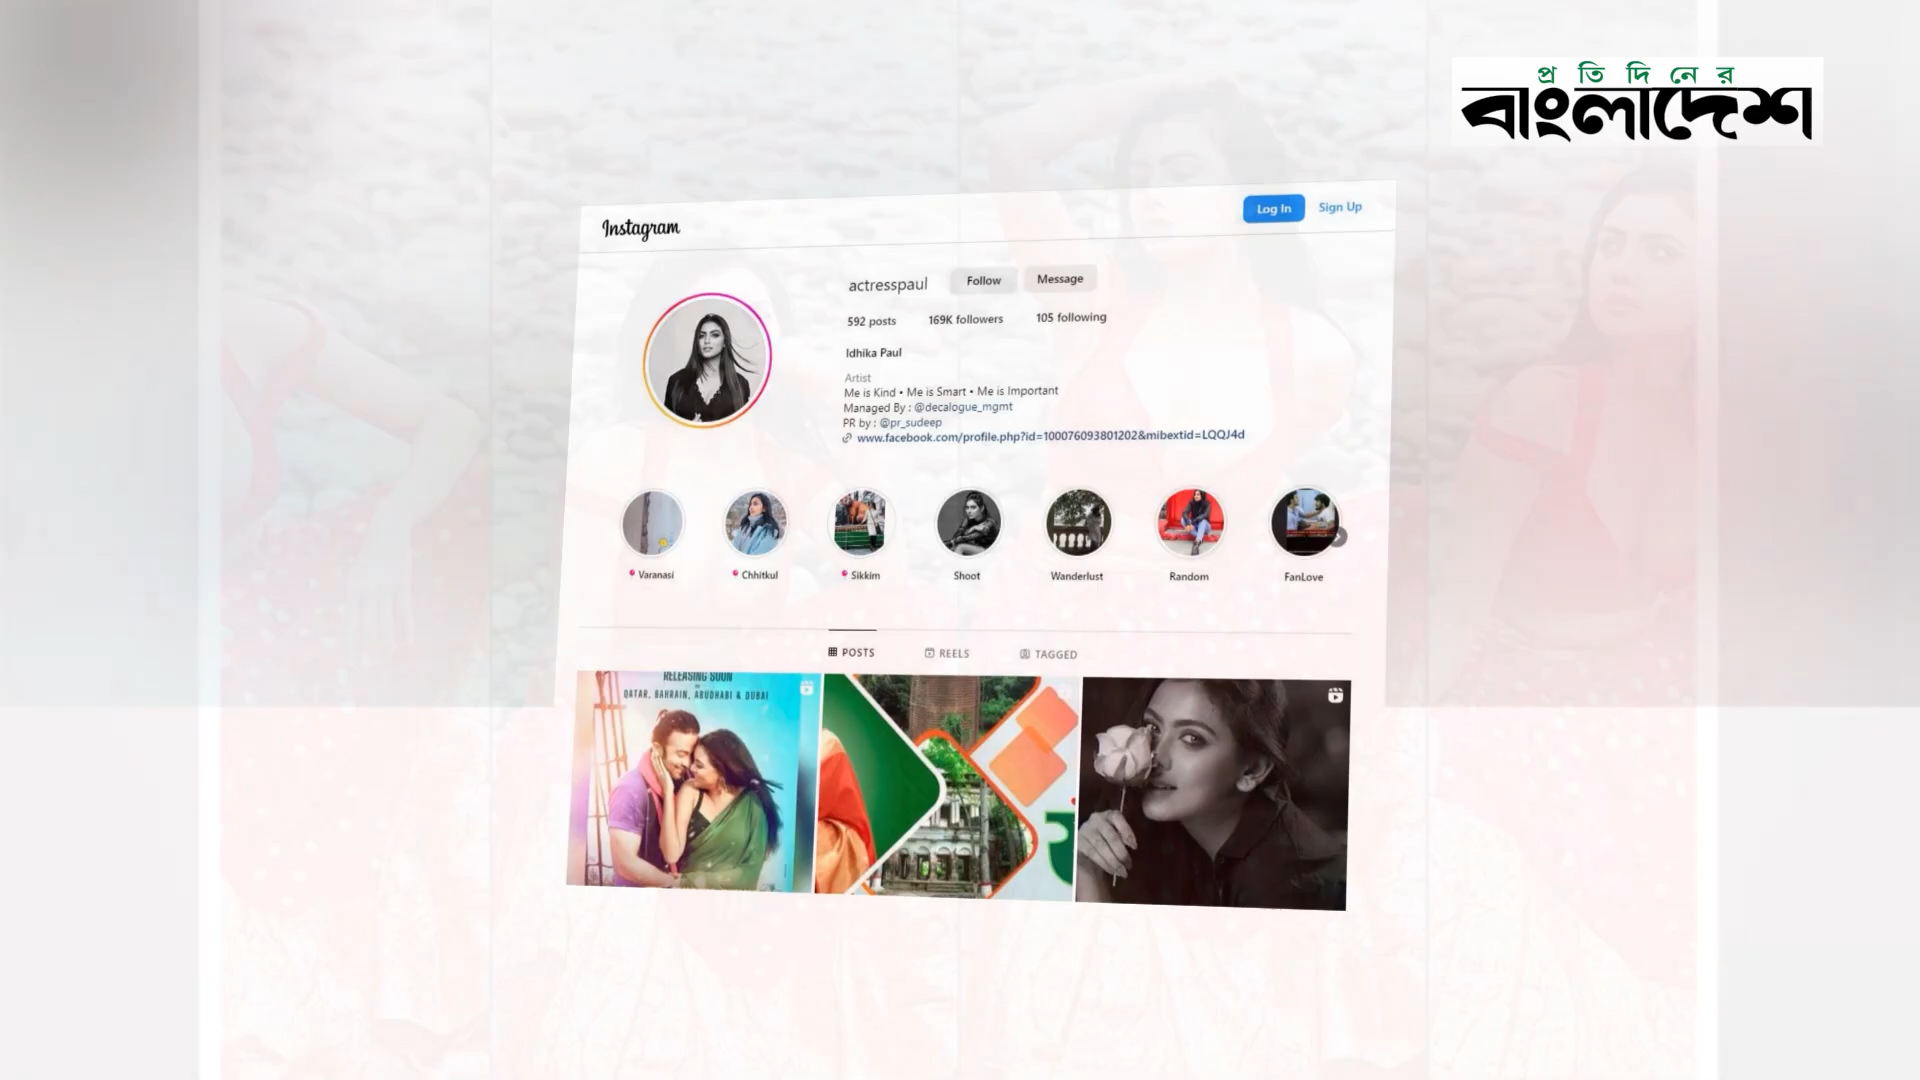 প্রতিদিনের
বাংলাদেশ
Instagram
Log In
Sign Up
actresspaul
Follow
Message
592 posts
169K followers
105 following
Idhika Paul
Artist
Me is Kind • Me is Smart • Me is Important
Managed By : @decalogue_mgmt
PR by : @pr_sudeep
www.facebook.com/profile.php?id=100076093801202&mibextid=LQQJ4d
Varanasi
Chhitkul
Sikkim
Shoot
Wanderlust
Random
FanLove
POSTS
REELS
TAGGED
RELEASING SOON
QATAR, BAHRAIN, ABUDHABI & DUBAI